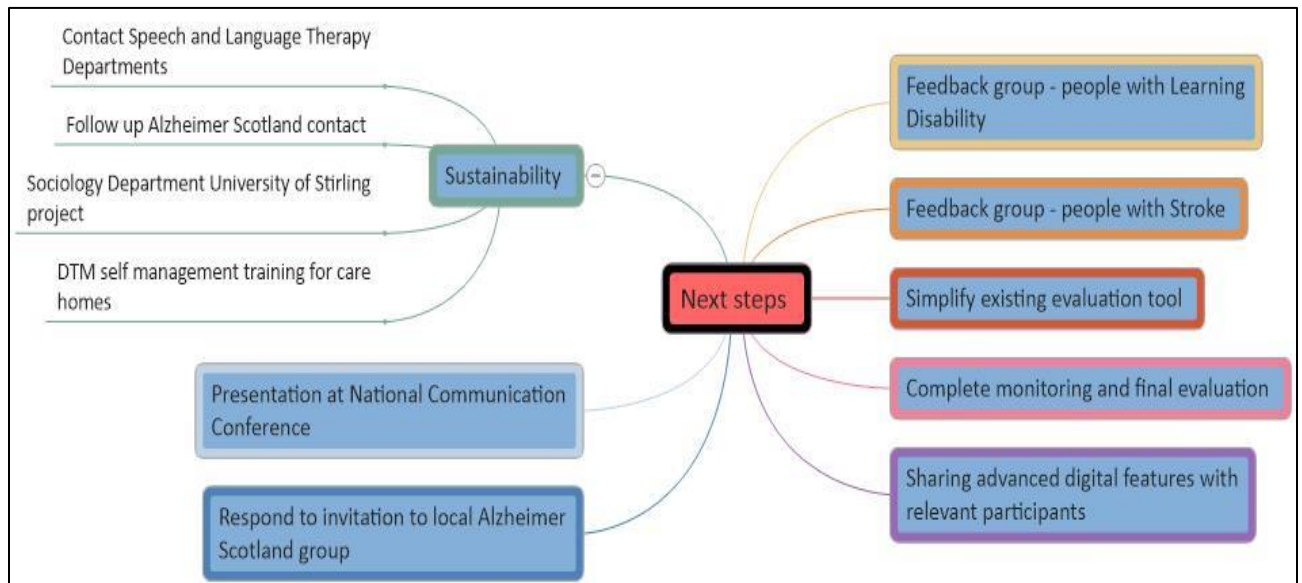 Contact Speech and Language Therapy
Departments
Follow up Alzheimer Scotland contact
Sociology Department University of Stirling
project
DTM self management training for care
homes
Sustainability
Presentation at National Communication
Conference
Respond to invitation to local Alzheimer
Scotland group
Next steps
Feedback group - people with Learning
Disability
Feedback group - people with Stroke
Simplify existing evaluation tool
Complete monitoring and final evaluation
Sharing advanced digital features with
relevant participants